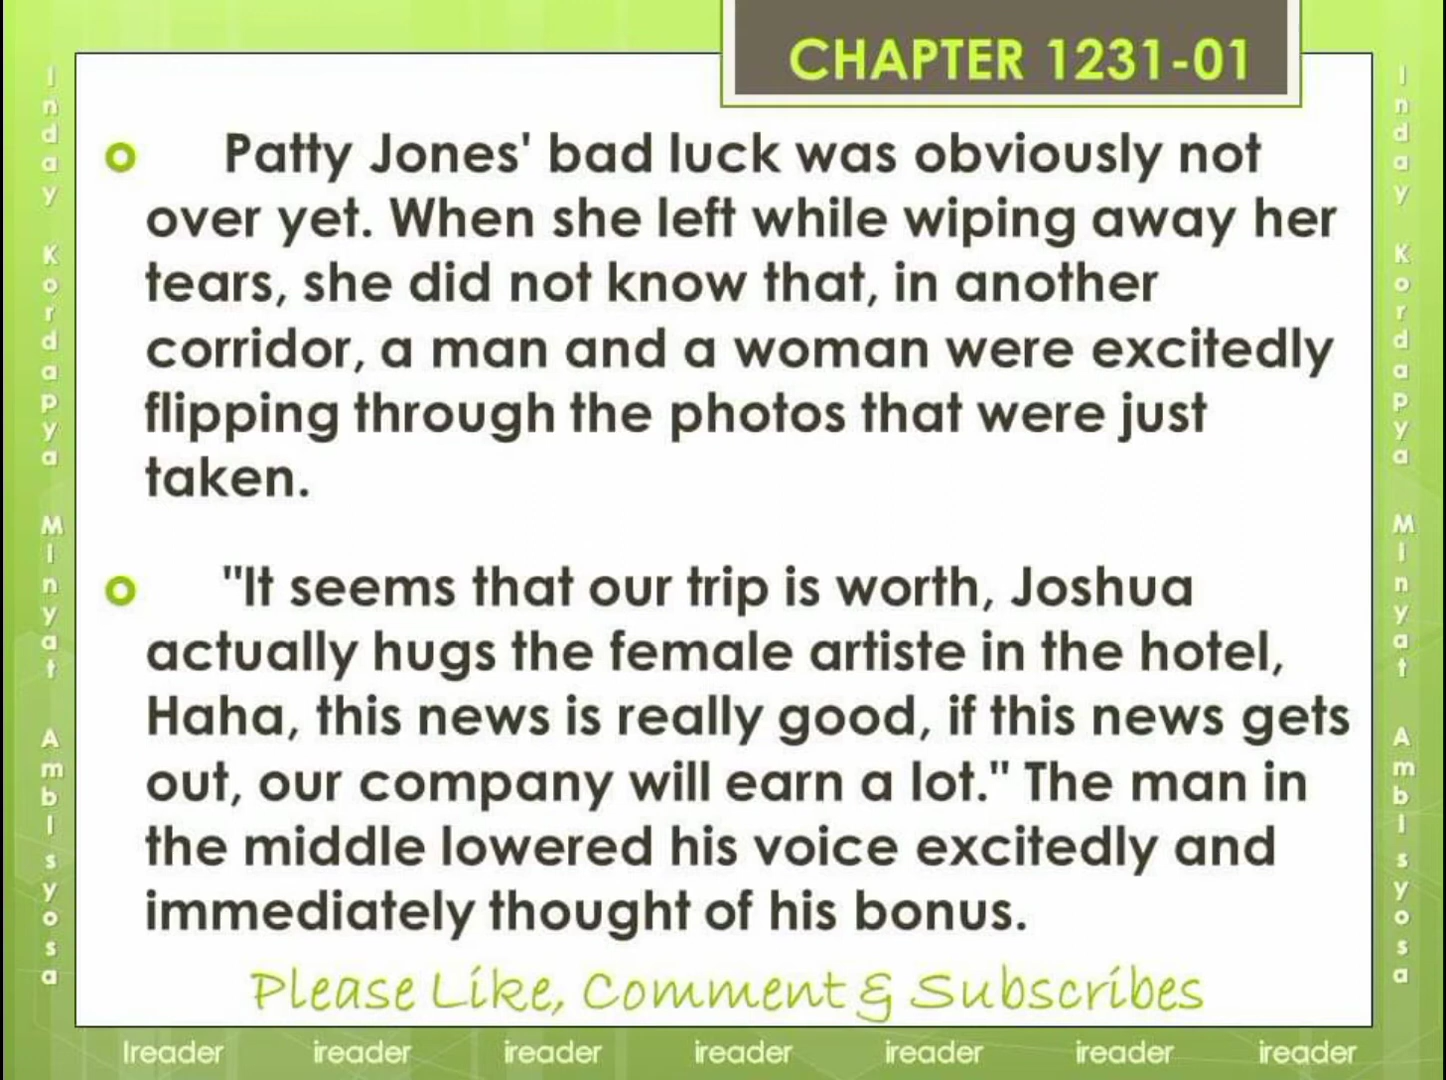 CHAPTER 1231-01
Patty Jones' bad luck was obviously not
over yet. When she left while wiping away her
tears, she did not know that, in another
corridor, a man and a woman were excitedly
flipping through the photos that were just
taken.
"It seems that our trip is worth, Joshua
actually hugs the female artiste in the hotel,
Haha, this news is really good, if this news gets
out, our company will earn a lot." The man in
the middle lowered his voice excitedly and
immediately thought of his bonus.
Please Like, Comment & Subscribes
Inday Kordapya Minyat Amblsyosa
Inday Kordapya Minyat Amblsyosa
Ireader ireader ireader ireader ireader ireader ireader